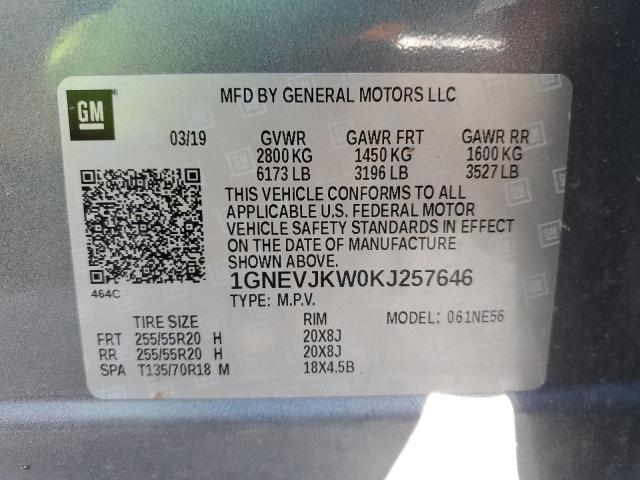 GM
MFD BY GENERAL MOTORS LLC
03/19 GVWR GAWR FRT GAWR RR
2800 KG 1450 KG 1600 KG
6173 LB 3196 LB 3527 LB
THIS VEHICLE CONFORMS TO ALL
APPLICABLE U.S. FEDERAL MOTOR
VEHICLE SAFETY STANDARDS IN EFFECT
ON THE DATE OF MANUFACTURE
SHOWN ABOVE.
464C
1GNEVJKW0KJ257646
TYPE: M.P.V.
TIRE SIZE RIM MODEL: 061NE56
FRT 255/55R20 H 20X8J
RR 255/55R20 H 20X8J
SPA T135/70R18 M 18X4.5B